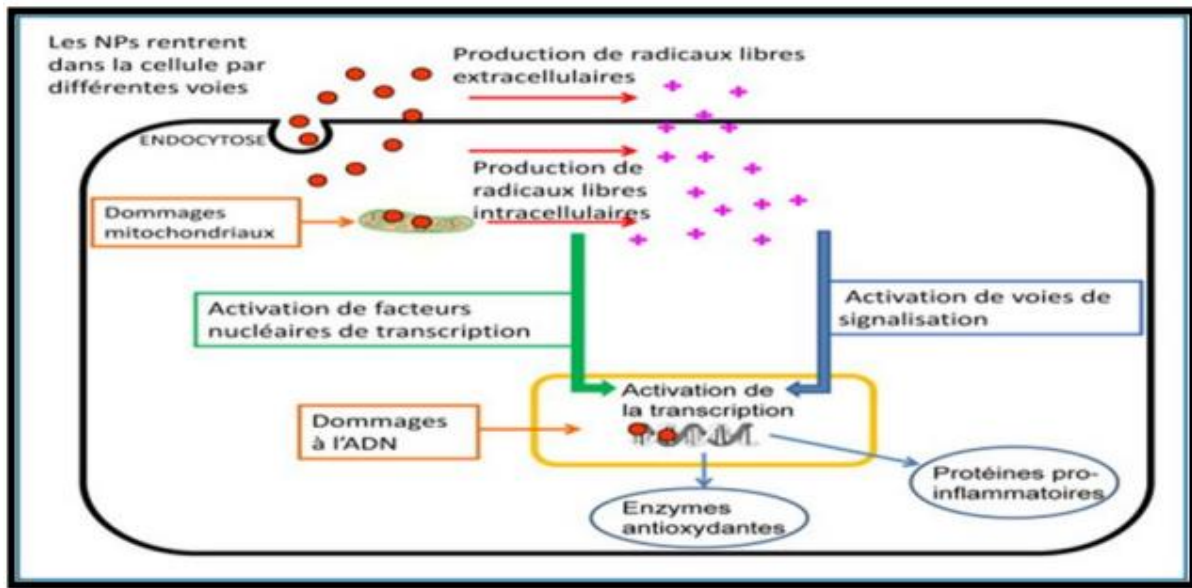 Les NPs rentrent
dans la cellule par
différentes voies
Production de radicaux libres
extracellulaires
ENDOCYTOSE
Production de
radicaux libres
intracellulaires
Dommages
mitochondriaux
Activation de facteurs
nucléaires de transcription
Activation de voies de
signalisation
Activation de
la transcription
Dommages
à l'ADN
Protéines pro-
inflammatoires
Enzymes
antioxydantes